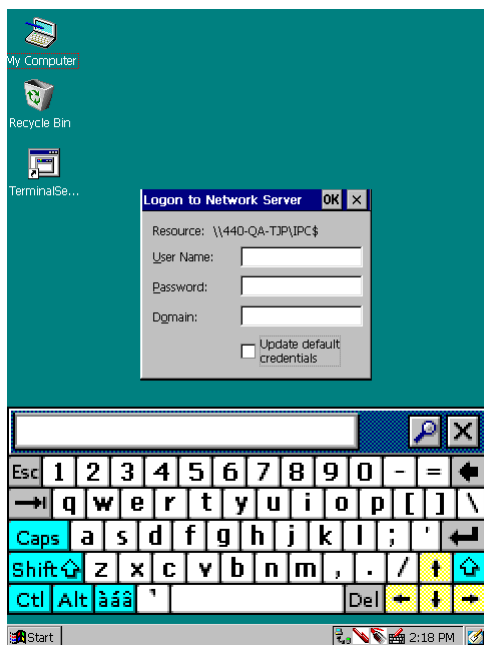 My Computer
Recycle Bin
TerminalSe...
Logon to Network Server OK ×
Resource: \\440-QA-TJP\IPC$
User Name:
Password:
Domain:
Update default
credentials
Esc 1 2 3 4 5 6 7 8 9 0 - =
q w e r t y u i o p [ ] \
Caps a s d f g h j k l ; '
Shift z x c v b n m , . /
Ctl Alt àáâ Del
Start 2:18 PM